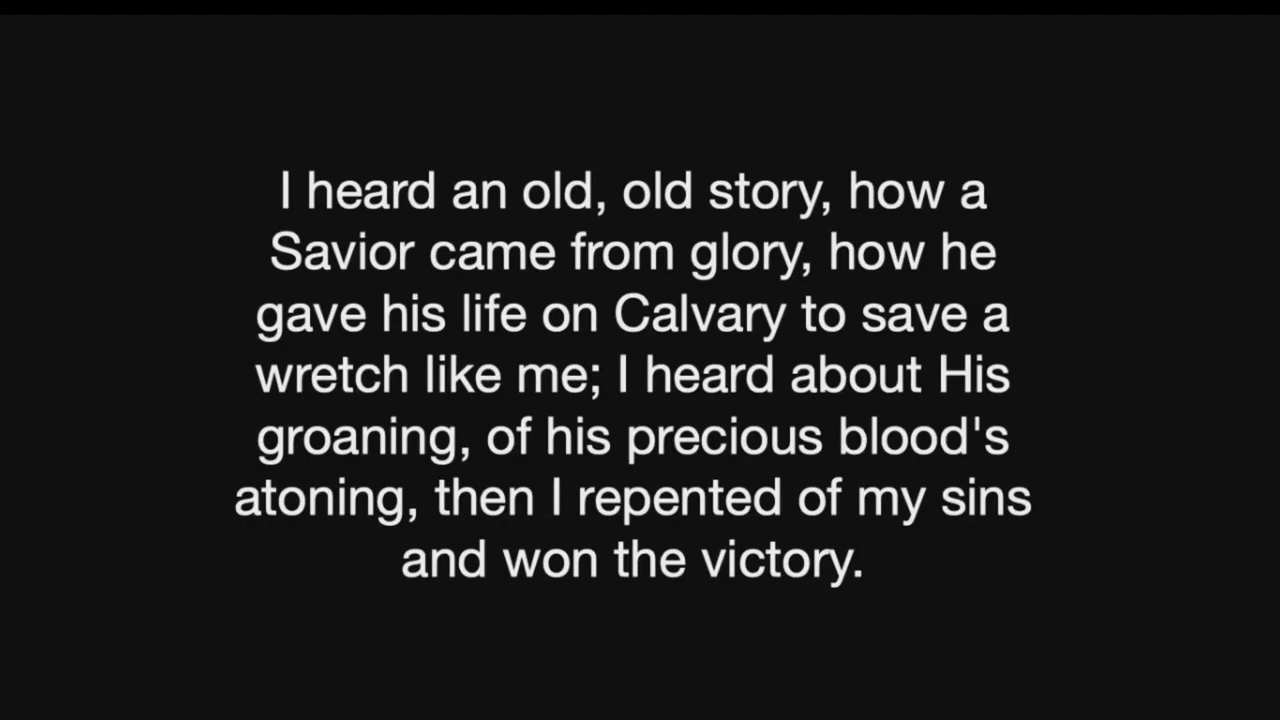 I heard an old, old story, how a
Savior came from glory, how he
gave his life on Calvary to save a
wretch like me; I heard about His
groaning, of his precious blood's
atoning, then I repented of my sins
and won the victory.